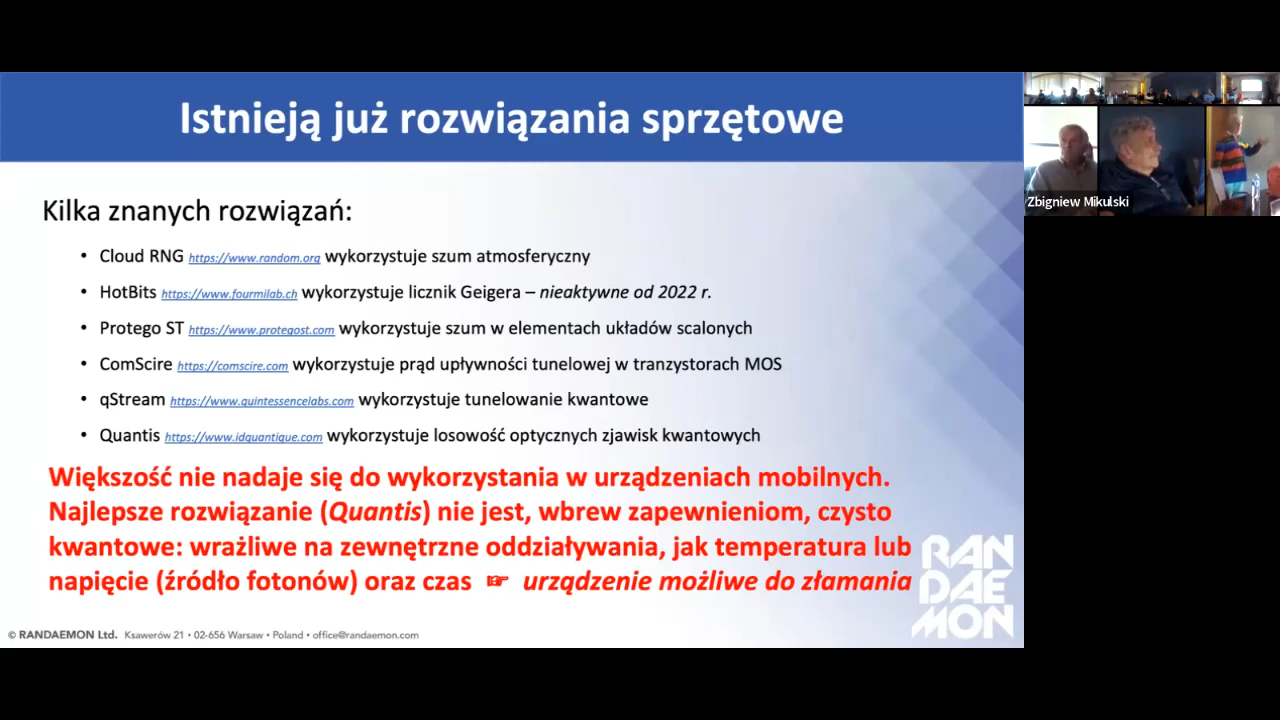 Istnieją już rozwiązania sprzętowe
Kilka znanych rozwiązań:
• Cloud RNG https://www.random.org wykorzystuje szum atmosferyczny
• HotBits https://www.fourmilab.ch wykorzystuje licznik Geigera – nieaktywne od 2022 r.
• Protego ST https://www.protegost.com wykorzystuje szum w elementach układów scalonych
• ComScire https://comscire.com wykorzystuje prąd upływności tunelowej w tranzystorach MOS
• qStream https://www.quintessencelabs.com wykorzystuje tunelowanie kwantowe
• Quantis https://www.idquantique.com wykorzystuje losowość optycznych zjawisk kwantowych
Większość nie nadaje się do wykorzystania w urządzeniach mobilnych.
Najlepsze rozwiązanie (Quantis) nie jest, wbrew zapewnieniom, czysto
kwantowe: wrażliwe na zewnętrzne oddziaływania, jak temperatura lub
napięcie (źródło fotonów) oraz czas ☞ urządzenie możliwe do złamania
RAN
DAE
MON
© RANDAEMON Ltd. Ksawerów 21 • 02-656 Warsaw • Poland • office@randaemon.com
Zbigniew Mikulski